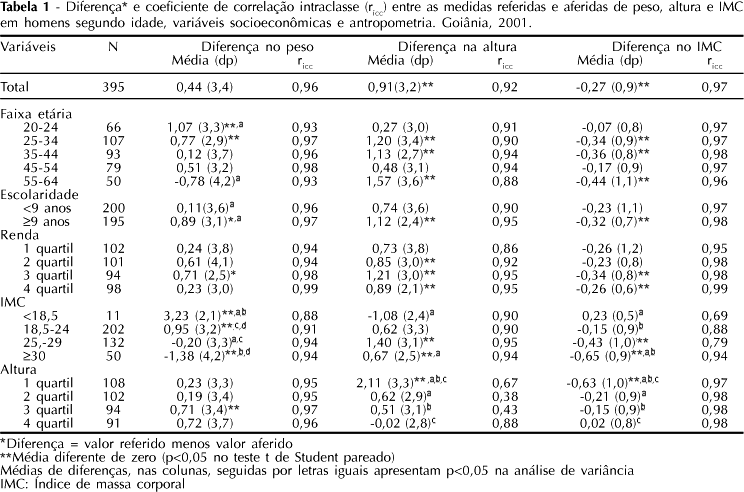 Tabela 1 - Diferença* e coeficiente de correlação intraclasse (ricc) entre as medidas referidas e aferidas de peso, altura e IMC
em homens segundo idade, variáveis socioeconômicas e antropometria. Goiânia, 2001.
Variáveis N Diferença no peso Diferença na altura Diferença no IMC
Média (dp) ricc Média (dp) ricc Média (dp) ricc
Total 395 0,44 (3,4) 0,96 0,91(3,2)** 0,92 -0,27 (0,9)** 0,97
Faixa etária
20-24 66 1,07 (3,3)**,a 0,93 0,27 (3,0) 0,91 -0,07 (0,8) 0,97
25-34 107 0,77 (2,9)** 0,97 1,20 (3,4)** 0,90 -0,34 (0,9)** 0,97
35-44 93 0,12 (3,7) 0,96 1,13 (2,7)** 0,94 -0,36 (0,8)** 0,98
45-54 79 0,51 (3,2) 0,98 0,48 (3,1) 0,94 -0,17 (0,9) 0,97
55-64 50 -0,78 (4,2)a 0,93 1,57 (3,6)** 0,88 -0,44 (1,1)** 0,96
Escolaridade
<9 anos 200 0,11(3,6)a 0,96 0,74 (3,6) 0,90 -0,23 (1,1) 0,97
≥9 anos 195 0,89 (3,1)*,a 0,97 1,12 (2,4)** 0,95 -0,32 (0,7)** 0,98
Renda
1 quartil 102 0,24 (3,8) 0,94 0,73 (3,8) 0,86 -0,26 (1,2) 0,95
2 quartil 101 0,61 (4,1) 0,94 0,85 (3,0)** 0,92 -0,23 (0,8) 0,98
3 quartil 94 0,71 (2,5)* 0,98 1,21 (3,0)** 0,95 -0,34 (0,8)** 0,98
4 quartil 98 0,23 (3,0) 0,99 0,89 (2,1)** 0,95 -0,26 (0,6)** 0,99
IMC
<18,5 11 3,23 (2,1)**,a,b 0,88 -1,08 (2,4)a 0,90 0,23 (0,5)a 0,69
18,5-24 202 0,95 (3,2)**c,d 0,91 0,62 (3,3) 0,90 -0,15 (0,9)b 0,88
25,-29 132 -0,20 (3,3)a,c 0,94 1,40 (3,1)** 0,95 -0,43 (1,0)** 0,79
≥30 50 -1,38 (4,2)**,b,d 0,94 0,67 (2,5)**,a 0,94 -0,65 (0,9)**,a,b 0,94
Altura
1 quartil 108 0,23 (3,3) 0,95 2,11 (3,3)**,a,b,c 0,67 -0,63 (1,0)**,a,b,c 0,97
2 quartil 102 0,19 (3,4) 0,95 0,62 (2,9)a 0,38 -0,21 (0,9)a 0,98
3 quartil 94 0,71 (3,4)** 0,97 0,51 (3,1)b 0,43 -0,15 (0,9)b 0,98
4 quartil 91 0,72 (3,7) 0,96 -0,02 (2,8)c 0,88 0,02 (0,8)c 0,98
*Diferença = valor referido menos valor aferido
**Média diferente de zero (p<0,05 no teste t de Student pareado)
Médias de diferenças, nas colunas, seguidas por letras iguais apresentam p<0,05 na análise de variância
IMC: Índice de massa corporal